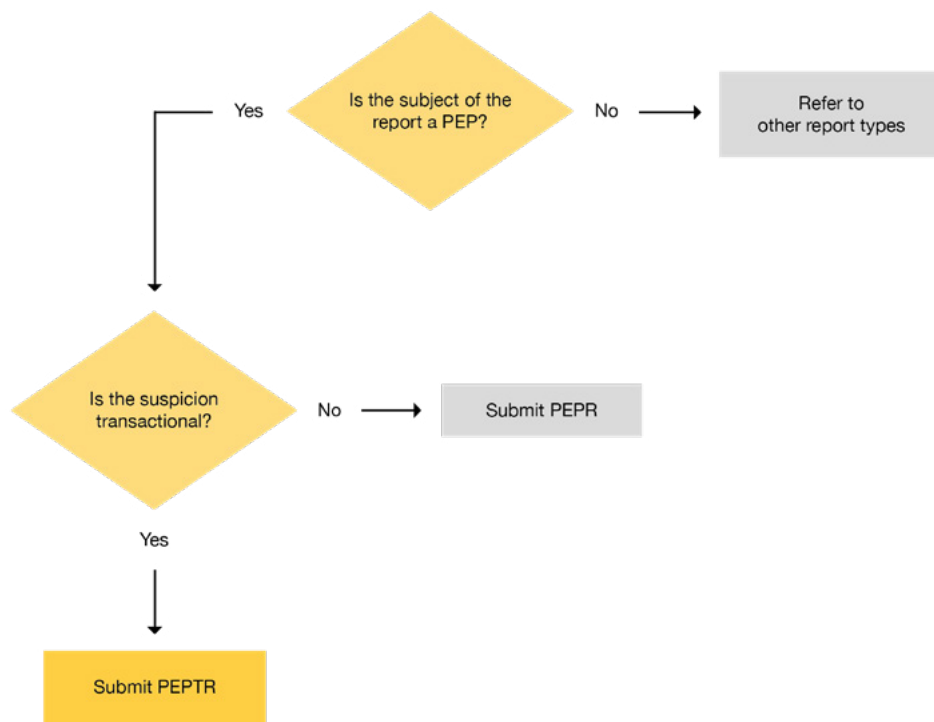 Is the subject of the
report a PEP?
Yes
No
Refer to
other report types
Is the suspicion
transactional?
No
Submit PEPR
Yes
Submit PEPTR